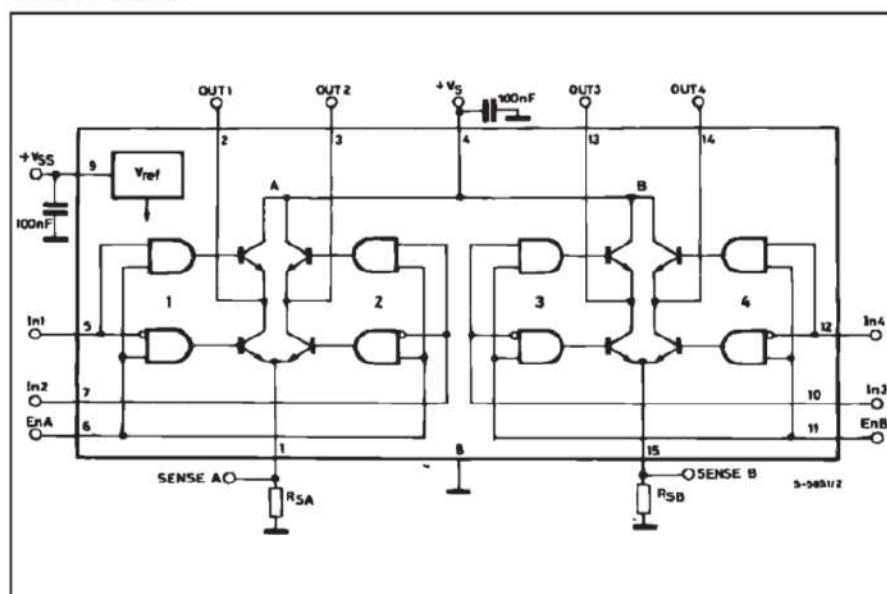 OUT1 OUT2 +VS 100nF OUT3 OUT4
2 3 4 13 14
+VSS 9 Vref A B
100nF
1 2 3 4
In1 5 12 In4
In2 7 10 In3
EnA 6 11 EnB
1 8 15
SENSE A SENSE B
RSA RSB